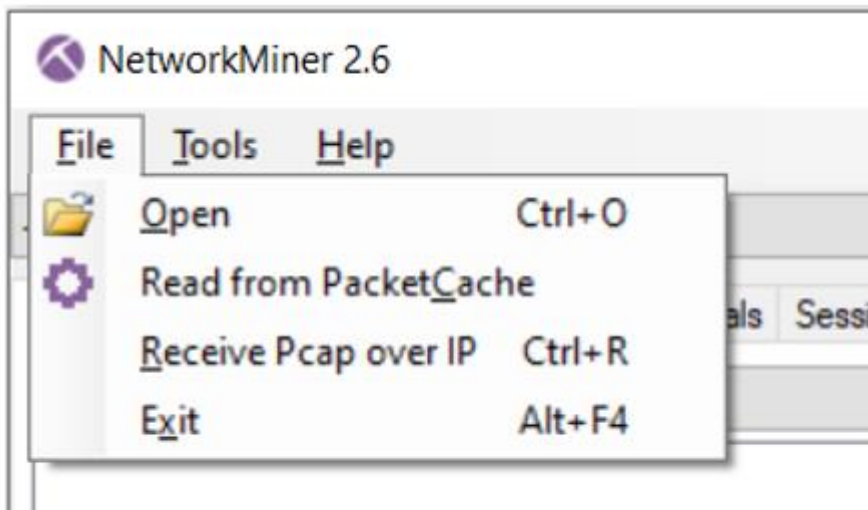 NetworkMiner 2.6
File Tools Help
Open Ctrl+O
Read from PacketCache
Receive Pcap over IP Ctrl+R
Exit Alt+F4